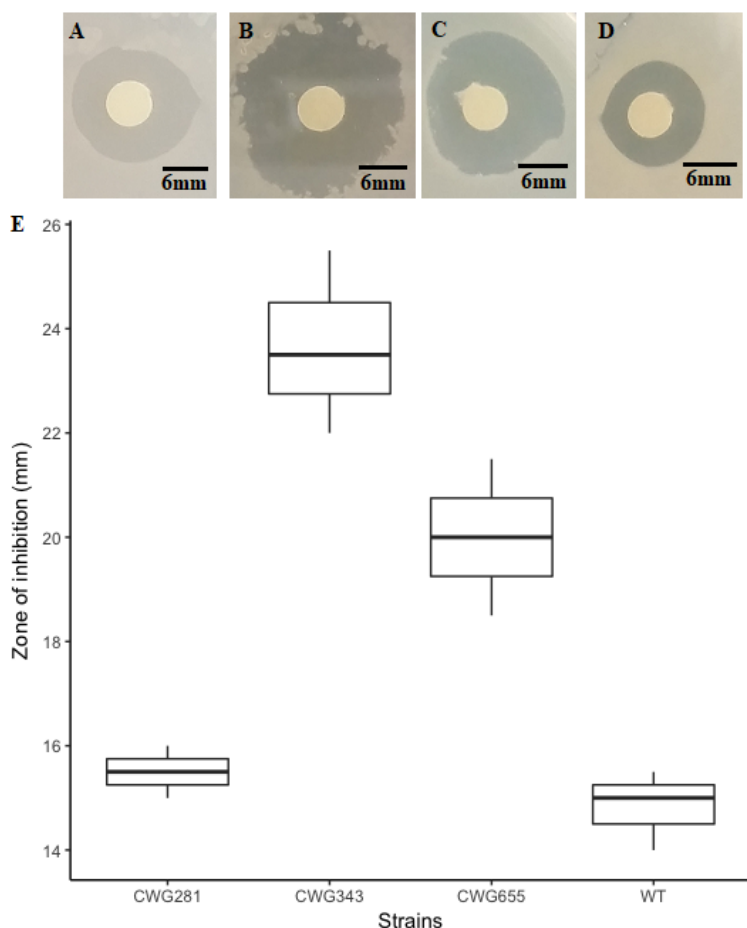 A
B
C
D
6mm
6mm
6mm
6mm
E
26
24
22
20
18
16
14
Zone of inhibition (mm)
CWG281
CWG343
CWG655
WT
Strains